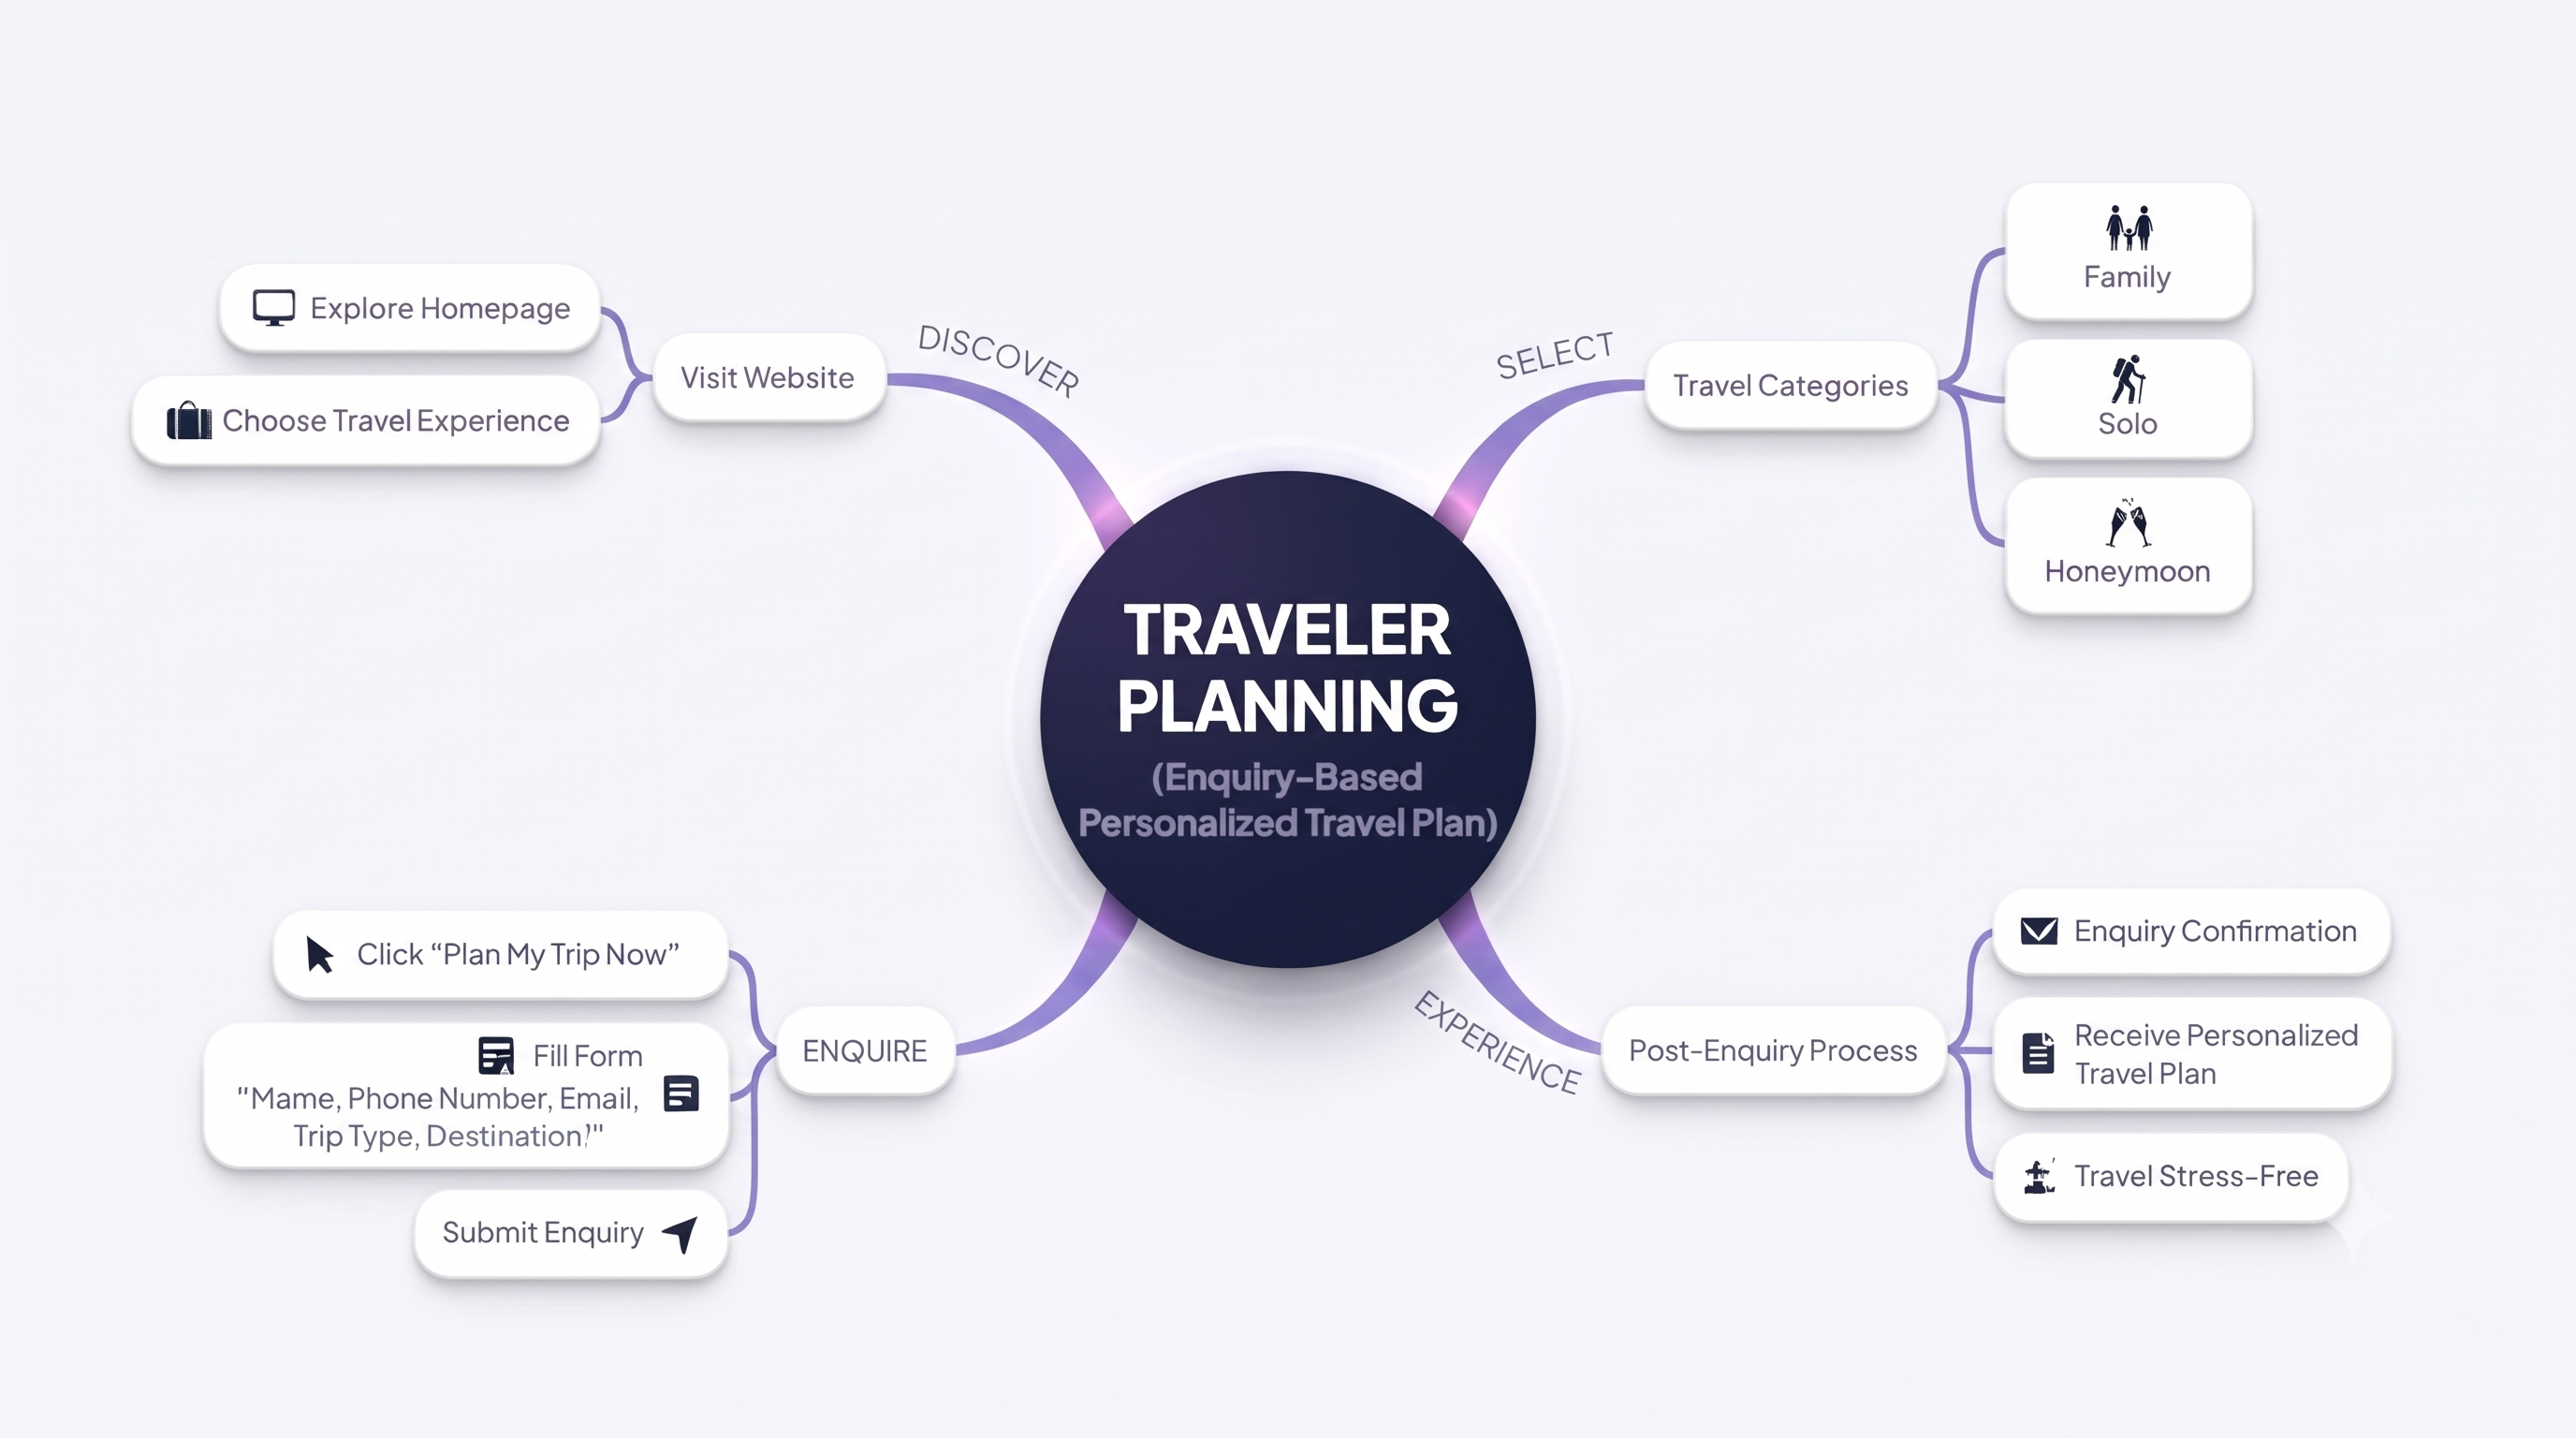 DISCOVER
Visit Website
Explore Homepage
Choose Travel Experience
SELECT
Travel Categories
Family
Solo
Honeymoon
TRAVELER
PLANNING
(Enquiry-Based
Personalized Travel Plan)
ENQUIRE
Click “Plan My Trip Now”
Fill Form
"Mame, Phone Number, Email,
Trip Type, Destination!"
Submit Enquiry
EXPERIENCE
Post-Enquiry Process
Enquiry Confirmation
Receive Personalized
Travel Plan
Travel Stress-Free